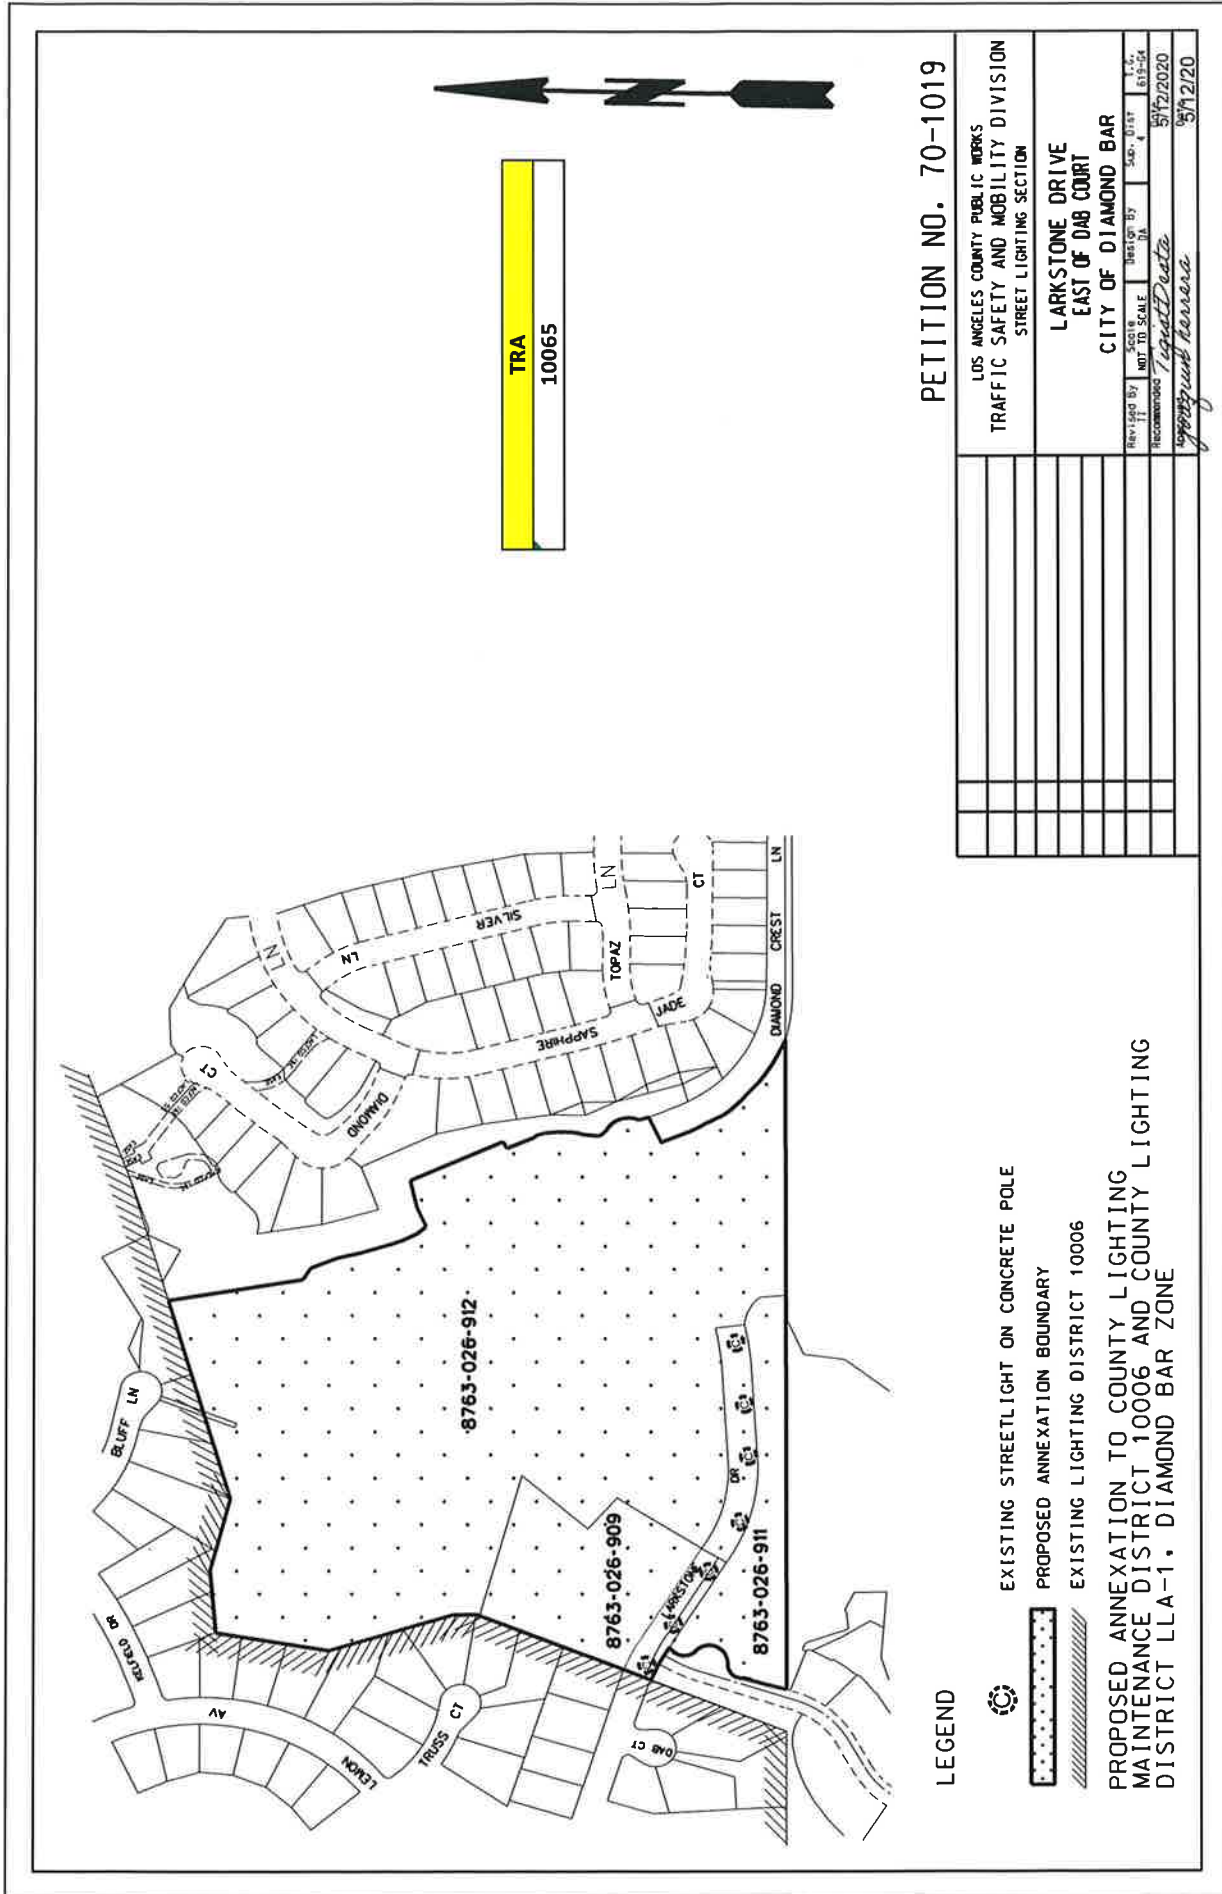 BLUFF LN
KELFIELD DR
AV
LEMON
TRUSS CT
DAB CT
8763-026-912
8763-026-909
8763-026-911
LARKSTONE
DR
CT
DIAMOND
LN
LN
SILVER
SAPPHIRE
TOPAZ
LN
JADE
CT
DIAMOND CREST LN
TRA
10065
LEGEND
EXISTING STREETLIGHT ON CONCRETE POLE
PROPOSED ANNEXATION BOUNDARY
EXISTING LIGHTING DISTRICT 10006
PROPOSED ANNEXATION TO COUNTY LIGHTING
MAINTENANCE DISTRICT 10006 AND COUNTY LIGHTING
DISTRICT LLA-1, DIAMOND BAR ZONE
PETITION NO. 70-1019
LOS ANGELES COUNTY PUBLIC WORKS
TRAFFIC SAFETY AND MOBILITY DIVISION
STREET LIGHTING SECTION
LARKSTONE DRIVE
EAST OF DAB COURT
CITY OF DIAMOND BAR
Revised By Scale Design By Sup. Dist T.G.
TT NOT TO SCALE DA 4 619-G4
Recommended Tigist Desta Date 5/12/2020
Approved Herrera Date 5/12/20